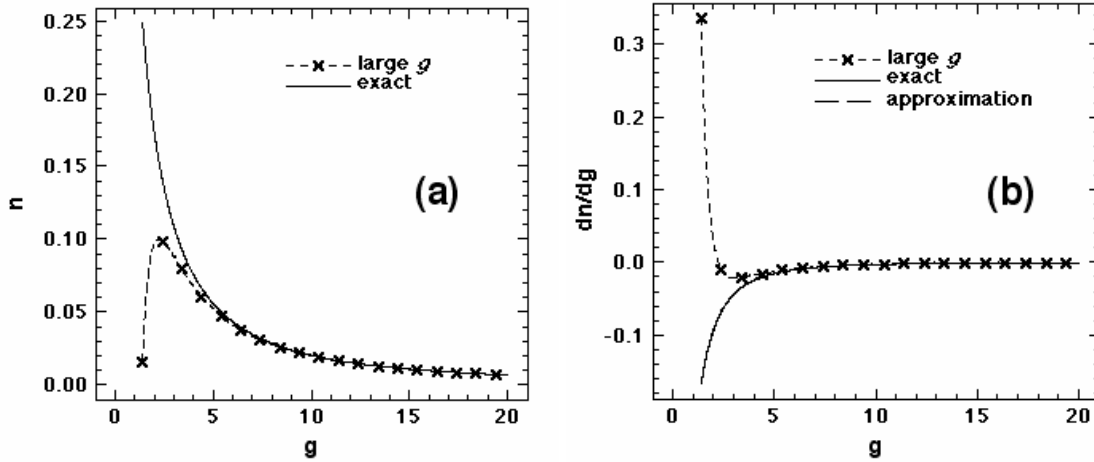 0.25
0.20
0.15
0.10
0.05
0.00
n
large g
exact
(a)
0 5 10 15 20
g
0.3
0.2
0.1
0.0
-0.1
dn/dg
large g
exact
approximation
(b)
0 5 10 15 20
g